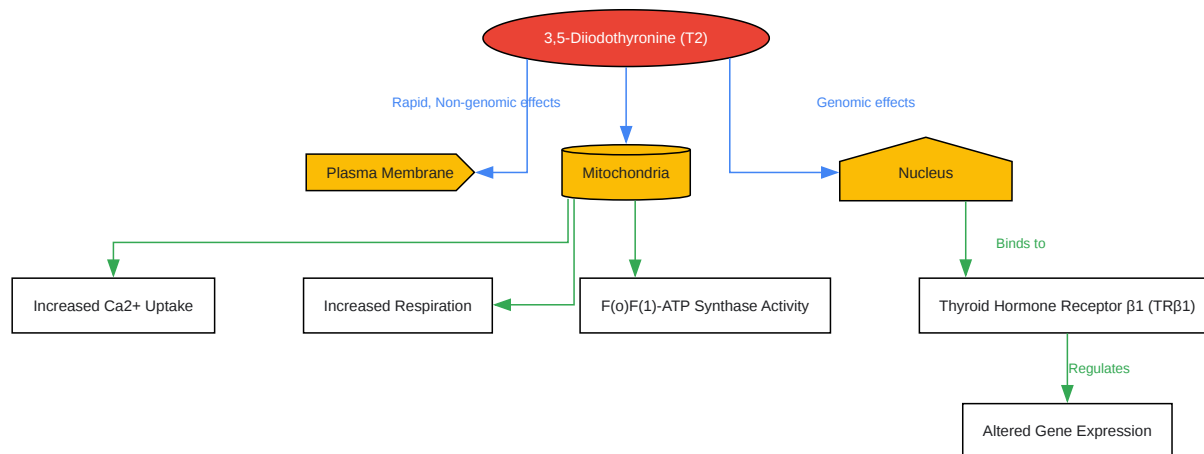 3,5-Diiodothyronine (T2)
Rapid, Non-genomic effects
Genomic effects
Plasma Membrane
Mitochondria
Nucleus
Binds to
Increased Ca2+ Uptake
Increased Respiration
F(o)F(1)-ATP Synthase Activity
Thyroid Hormone Receptor β1 (TRβ1)
Regulates
Altered Gene Expression